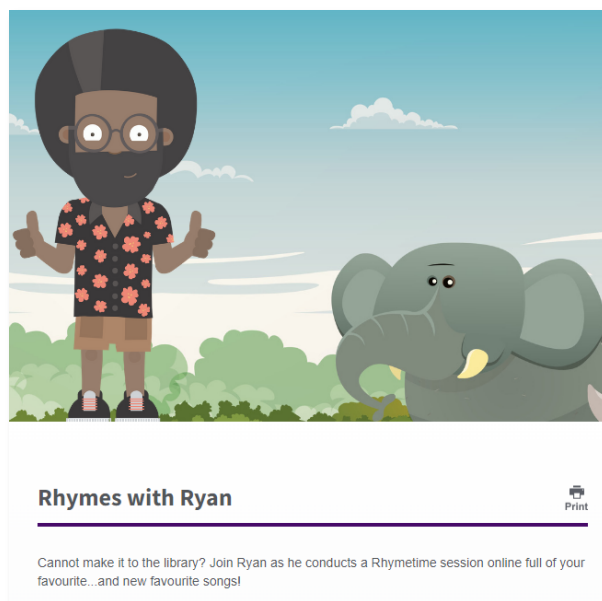 Rhymes with Ryan
Print
Cannot make it to the library? Join Ryan as he conducts a Rhymetime session online full of your
favourite...and new favourite songs!